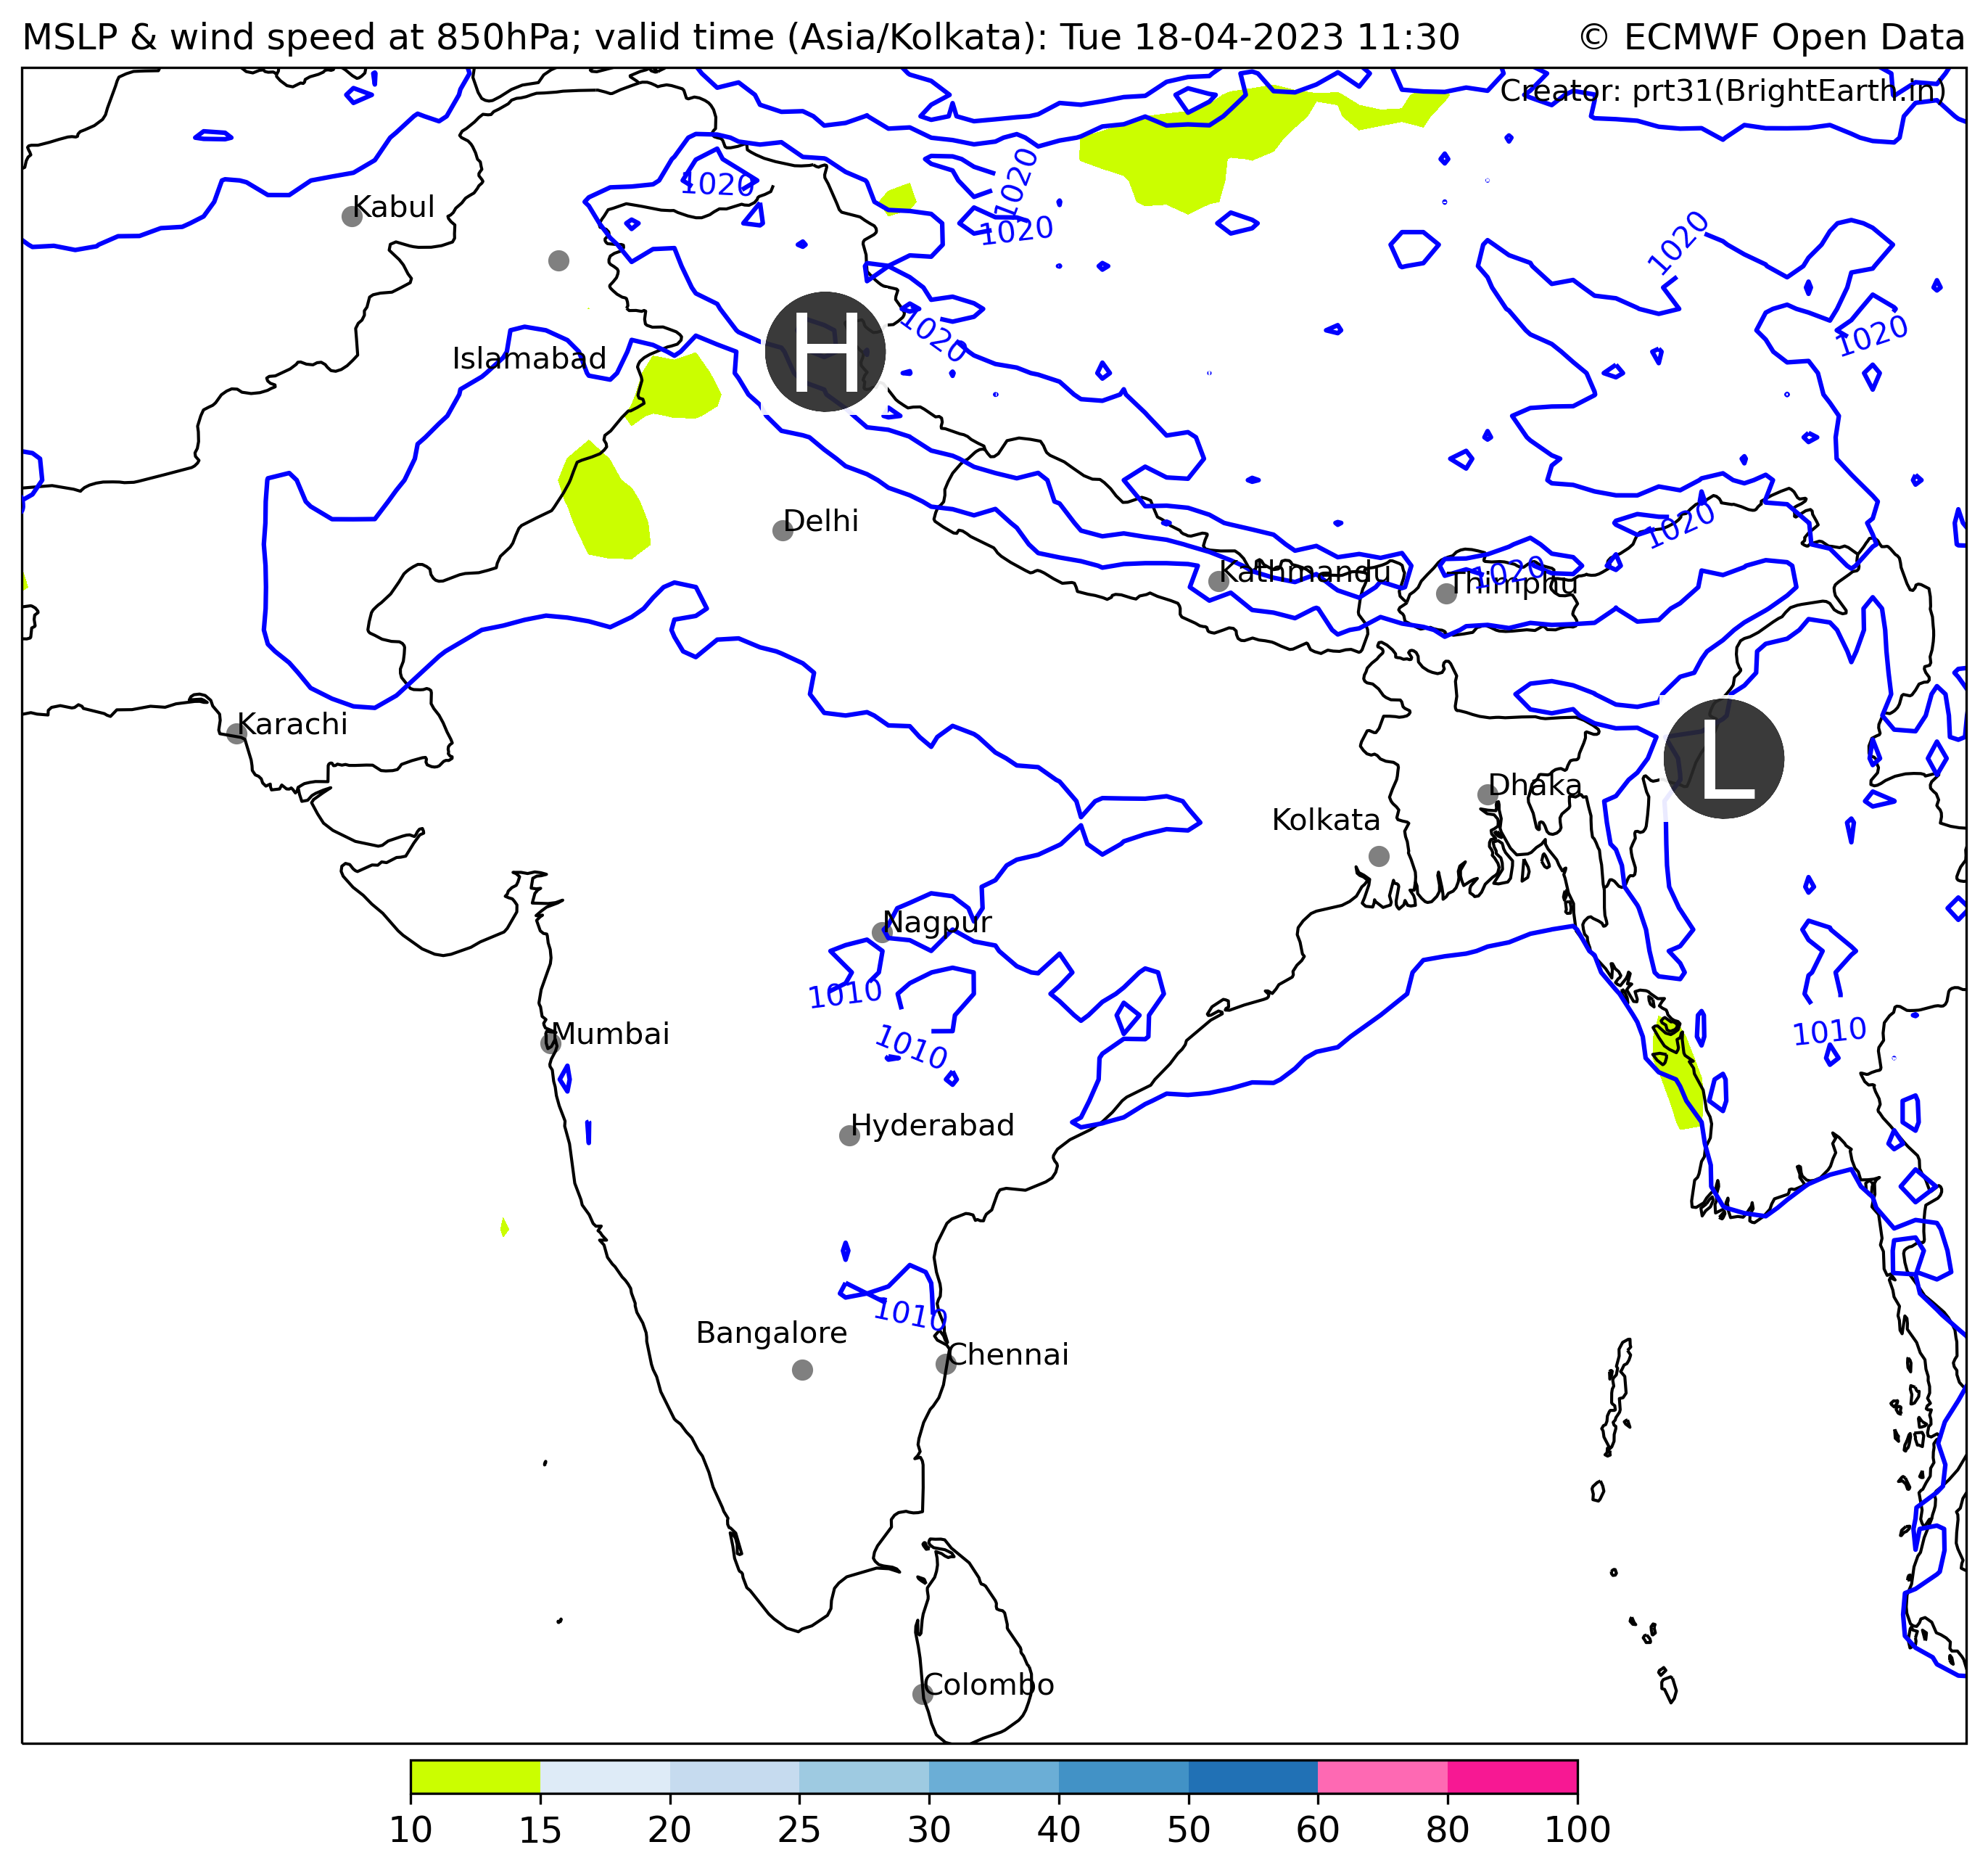 MSLP & wind speed at 850hPa; valid time (Asia/Kolkata): Tue 18-04-2023 11:30
© ECMWF Open Data
Creator: prt31(BrightEarth.in)
1020
1020
Kabul
1020
1020
1020
1020
H
Islamabad
Delhi
1020
Kathmandu
1020
Thimphu
Karachi
L
Dhaka
Kolkata
Nagpur
1010
Mumbai
1010
1010
Hyderabad
1010
Bangalore
Chennai
Colombo
10 15 20 25 30 40 50 60 80 100